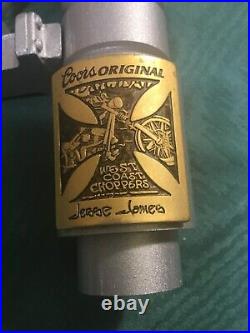 Coors ORIGINAL
WEST
COAST
CHOPPERS
Jesse James